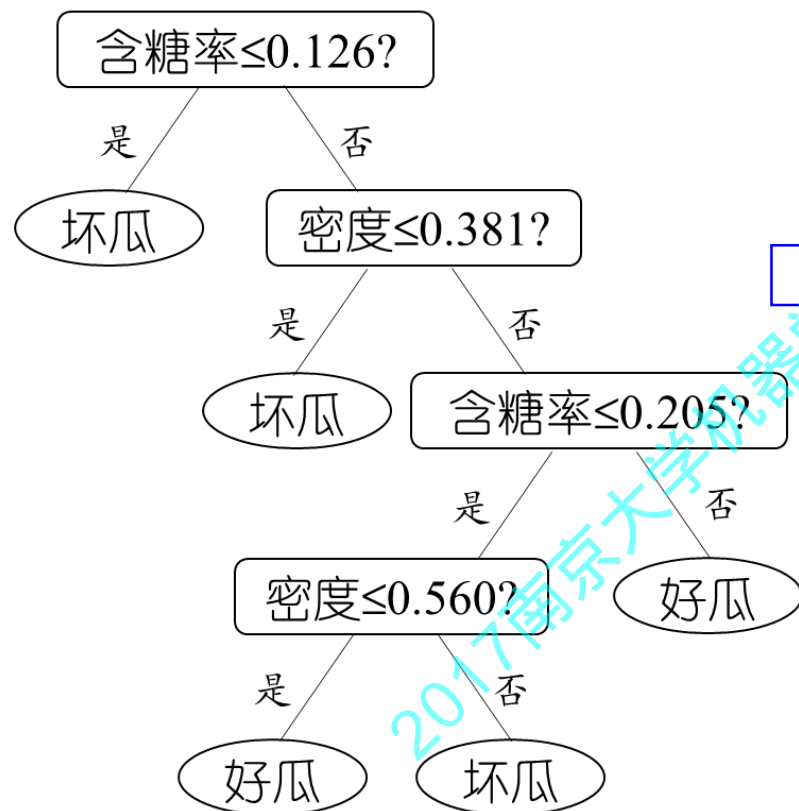 含糖率≤0.126?
是
否
坏瓜
密度≤0.381?
是
否
坏瓜
含糖率≤0.205?
是
否
密度≤0.560?
好瓜
是
否
好瓜
坏瓜
2017南京大学机器学